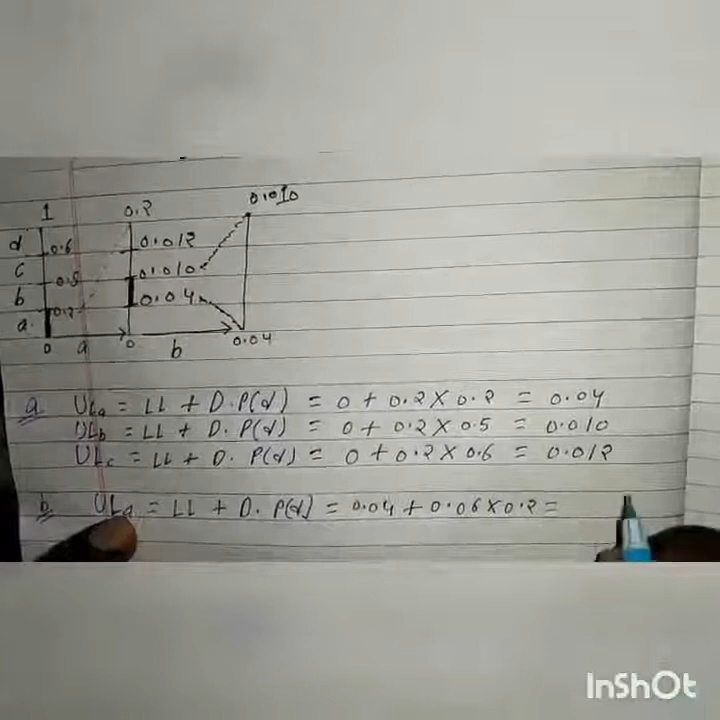 0.010
1 0.2
d 0.6 0.012
c 0.5 0.010
b 0.2 0.04
a
0 a 0 b 0.04
a ULa = LL + D.P(d) = 0 + 0.2 X 0.2 = 0.04
ULb = LL + D.P(d) = 0 + 0.2 X 0.5 = 0.010
ULc = LL + D.P(d) = 0 + 0.2 X 0.6 = 0.012
b ULa = LL + D.P(d) = 0.04 + 0.06 X 0.2 =
InShOt